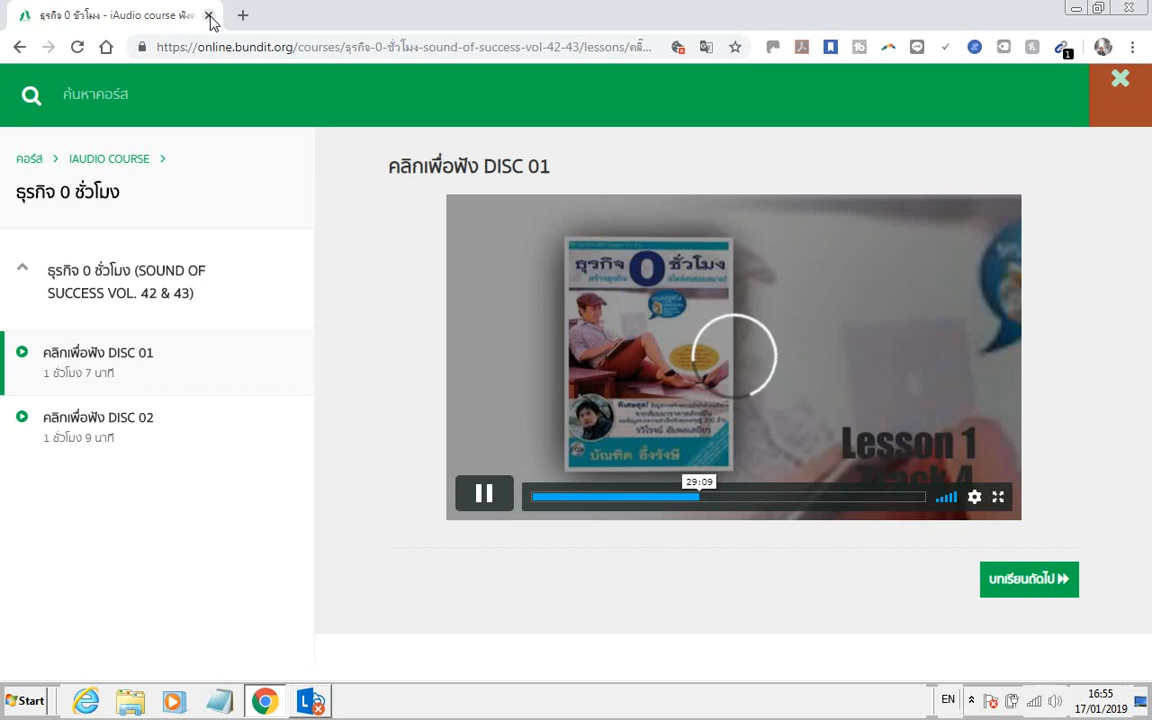 ธุรกิจ 0 ชั่วโมง - iAudio course ฟัง
https://online.bundit.org/courses/ธุรกิจ-0-ชั่วโมง-sound-of-success-vol-42-43/lessons/คลิ๊...
1
ค้นหาคอร์ส
คอร์ส > IAUDIO COURSE >
ธุรกิจ 0 ชั่วโมง
ธุรกิจ 0 ชั่วโมง (SOUND OF
SUCCESS VOL. 42 & 43)
คลิกเพื่อฟัง DISC 01
1 ชั่วโมง 7 นาที
คลิกเพื่อฟัง DISC 02
1 ชั่วโมง 9 นาที
คลิกเพื่อฟัง DISC 01
ธุรกิจ 0 ชั่วโมง
บัณฑิต อึ้งรังษี
Lesson 1
Track 4
29:09
บทเรียนถัดไป
Start
EN
16:55
17/01/2019